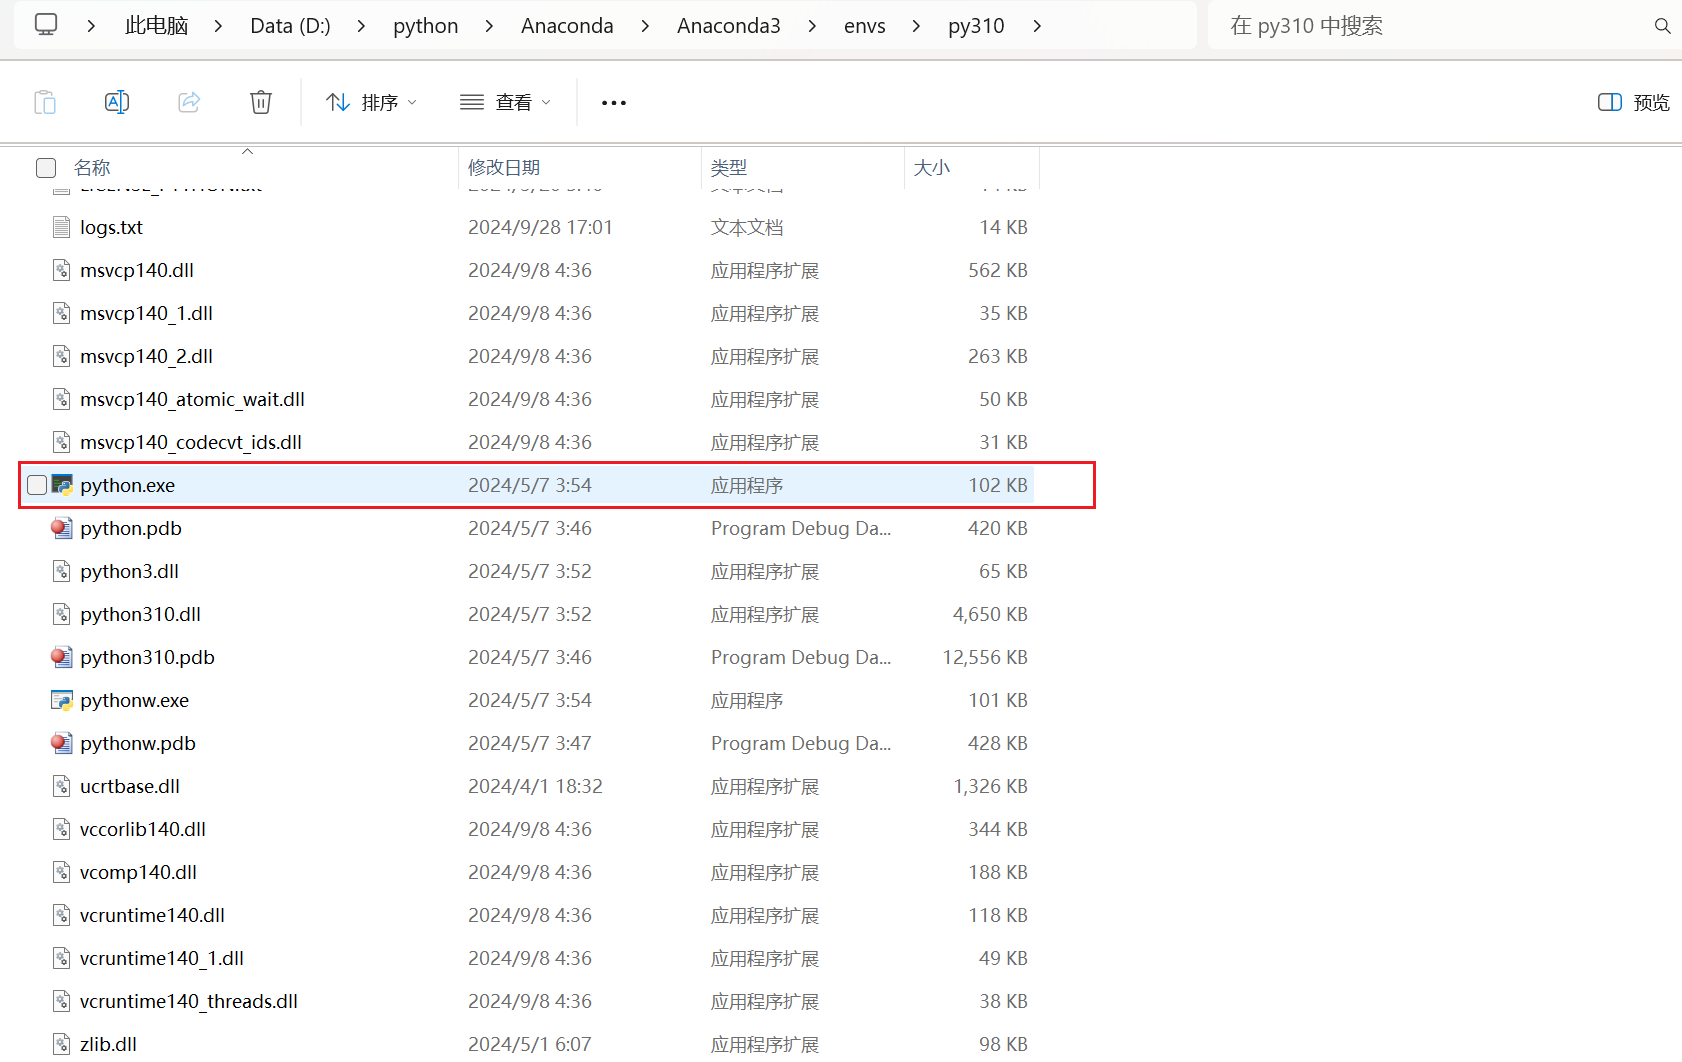 此电脑 Data (D:) python Anaconda Anaconda3 envs py310 在 py310 中搜索
排序 查看 ••• 预览
名称 修改日期 类型 大小
logs.txt 2024/9/28 17:01 文本文档 14 KB
msvcp140.dll 2024/9/8 4:36 应用程序扩展 562 KB
msvcp140_1.dll 2024/9/8 4:36 应用程序扩展 35 KB
msvcp140_2.dll 2024/9/8 4:36 应用程序扩展 263 KB
msvcp140_atomic_wait.dll 2024/9/8 4:36 应用程序扩展 50 KB
msvcp140_codecvt_ids.dll 2024/9/8 4:36 应用程序扩展 31 KB
python.exe 2024/5/7 3:54 应用程序 102 KB
python.pdb 2024/5/7 3:46 Program Debug Da... 420 KB
python3.dll 2024/5/7 3:52 应用程序扩展 65 KB
python310.dll 2024/5/7 3:52 应用程序扩展 4,650 KB
python310.pdb 2024/5/7 3:46 Program Debug Da... 12,556 KB
pythonw.exe 2024/5/7 3:54 应用程序 101 KB
pythonw.pdb 2024/5/7 3:47 Program Debug Da... 428 KB
ucrtbase.dll 2024/4/1 18:32 应用程序扩展 1,326 KB
vccorlib140.dll 2024/9/8 4:36 应用程序扩展 344 KB
vcomp140.dll 2024/9/8 4:36 应用程序扩展 188 KB
vcruntime140.dll 2024/9/8 4:36 应用程序扩展 118 KB
vcruntime140_1.dll 2024/9/8 4:36 应用程序扩展 49 KB
vcruntime140_threads.dll 2024/9/8 4:36 应用程序扩展 38 KB
zlib.dll 2024/5/1 6:07 应用程序扩展 98 KB